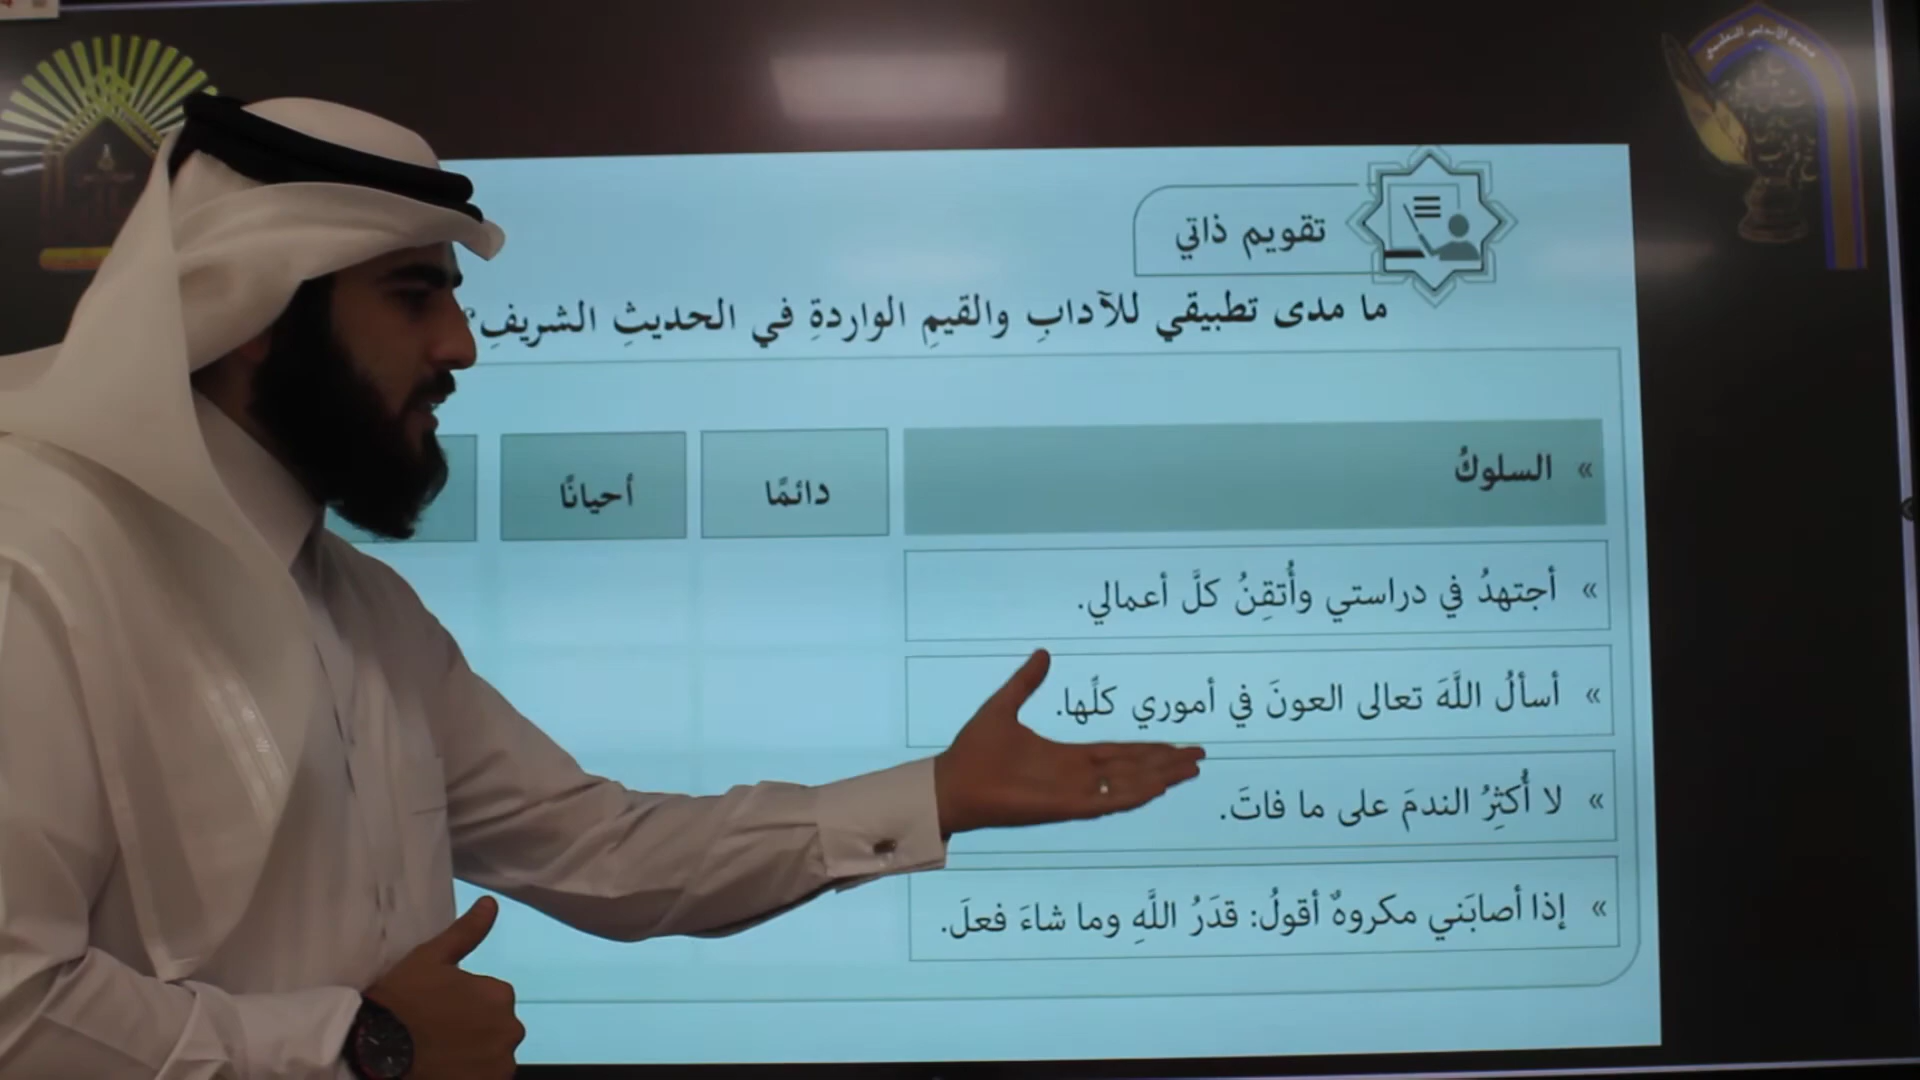 تقويم ذاتي
ما مدى تطبيقي للآدابِ والقيمِ الواردةِ في الحديثِ الشريفِ؟
» السلوكُ
دائمًا
أحيانًا
» أجتهدُ في دراستي وأُتقِنُ كلَّ أعمالي.
» أسألُ اللَّهَ تعالى العونَ في أموري كلِّها.
» لا أُكثِرُ الندمَ على ما فاتَ.
» إذا أصابَني مكروهٌ أقولُ: قدَرُ اللَّهِ وما شاءَ فعلَ.